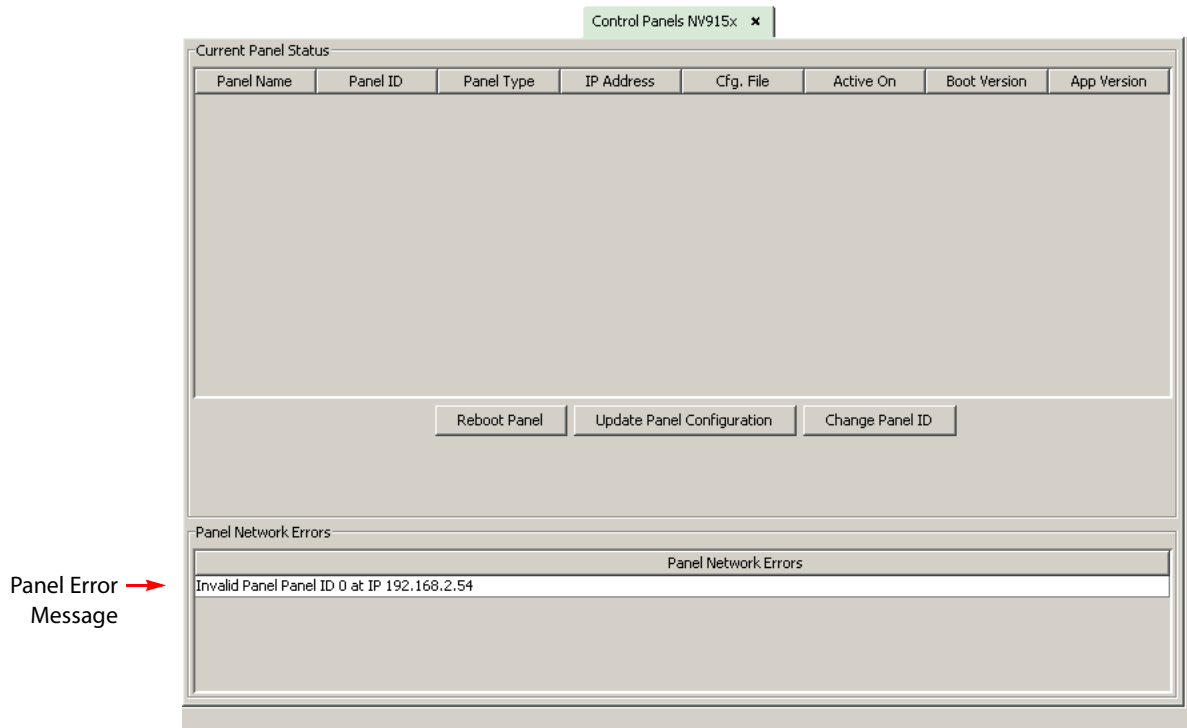 Control Panels NV915x ×
Current Panel Status
Panel Name Panel ID Panel Type IP Address Cfg. File Active On Boot Version App Version
Reboot Panel Update Panel Configuration Change Panel ID
Panel Network Errors
Panel Network Errors
Invalid Panel Panel ID 0 at IP 192.168.2.54
Panel Error
Message